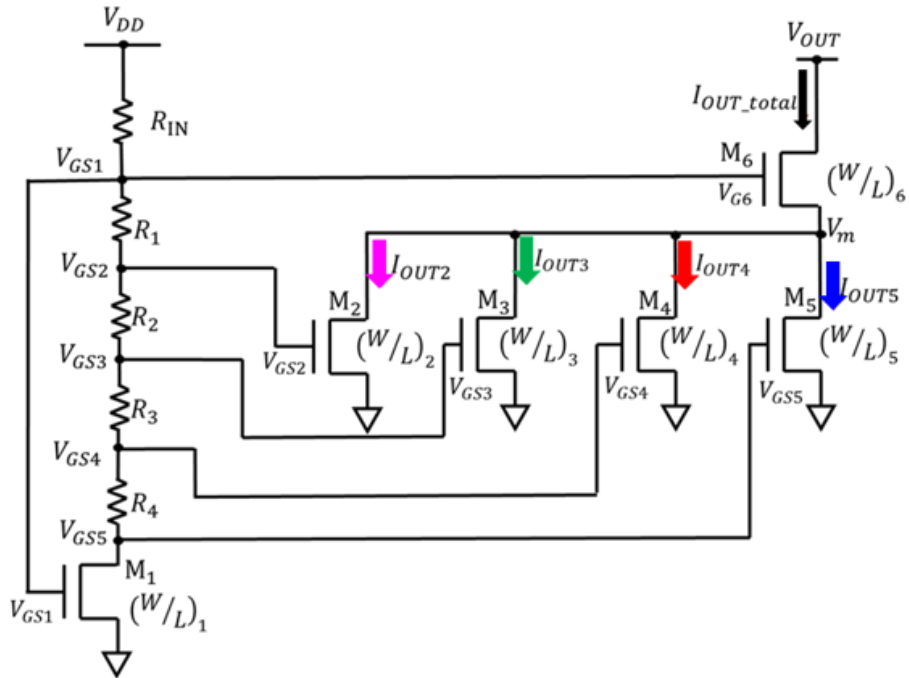 V_DD
V_OUT
I_OUT_total
R_IN
V_GS1
M_6
V_G6
(W/L)_6
R_1
V_m
V_GS2
I_OUT2
I_OUT3
I_OUT4
I_OUT5
R_2
M_2
M_3
M_4
M_5
(W/L)_2
(W/L)_3
(W/L)_4
(W/L)_5
V_GS3
V_GS2
V_GS3
V_GS4
V_GS5
R_3
V_GS4
R_4
V_GS5
M_1
V_GS1
(W/L)_1